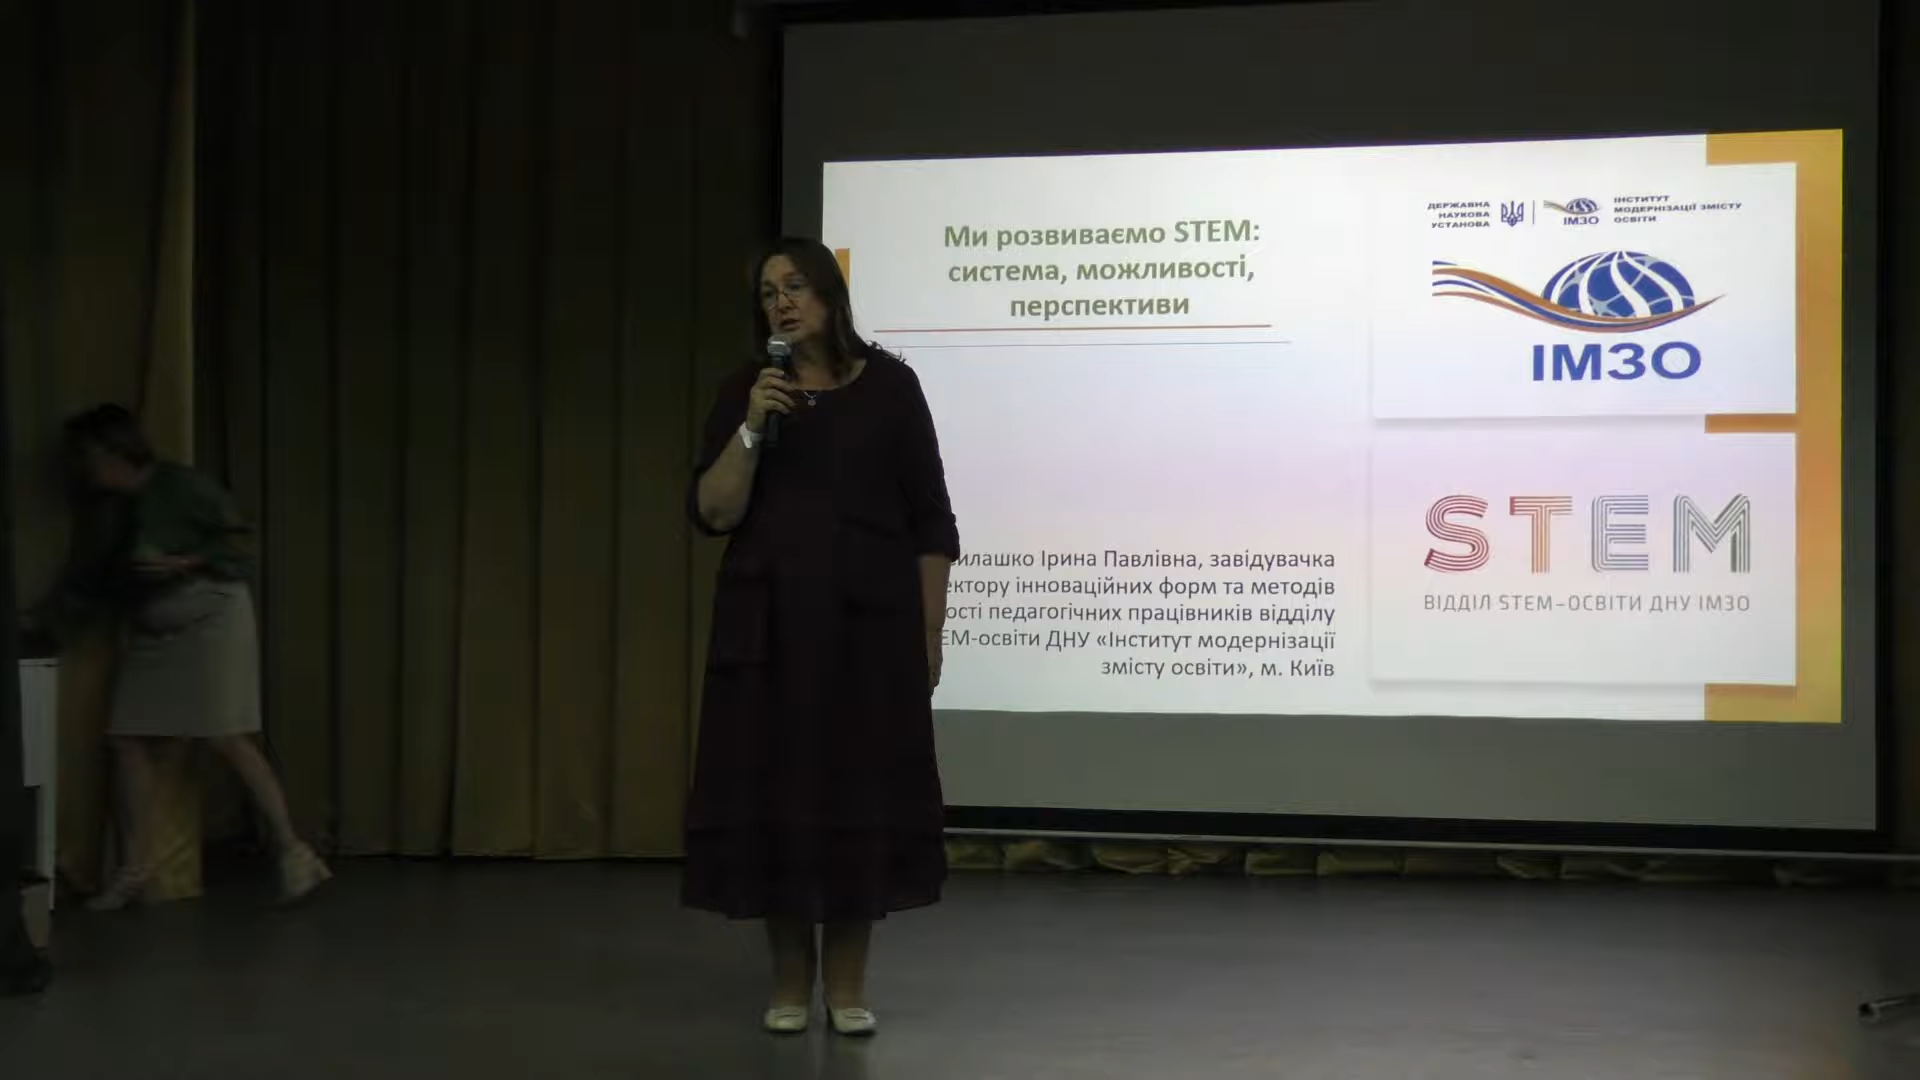 Ми розвиваємо STEM:
система, можливості,
перспективи
ДЕРЖАВНА
НАУКОВА
УСТАНОВА
ІМЗО
ІНСТИТУТ
МОДЕРНІЗАЦІЇ ЗМІСТУ
ОСВІТИ
ІМЗО
Ірина Павлівна, завідувачка
інноваційних форм та методів
педагогічних працівників відділу
ДНУ «Інститут модернізації
змісту освіти», м. Київ
STEM
ВІДДІЛ STEM-ОСВІТИ ДНУ ІМЗО